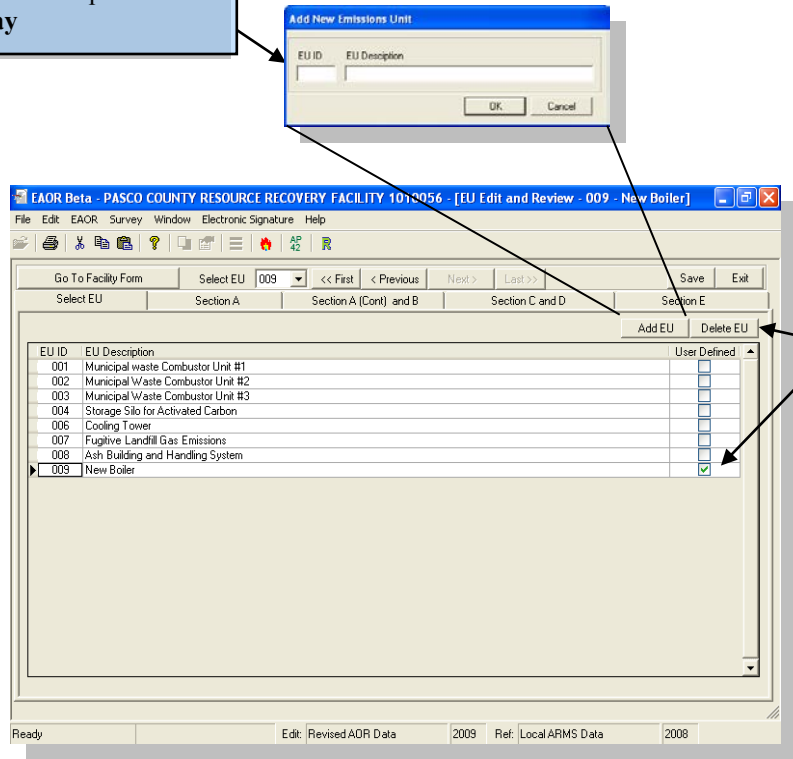 ay
Add New Emissions Unit
EU ID EU Desciption
OK Cancel
EAOR Beta - PASCO COUNTY RESOURCE RECOVERY FACILITY 1010056 - [EU Edit and Review - 009 - New Boiler]
File Edit EAOR Survey Window Electronic Signature Help
AP 42 R
Go To Facility Form Select EU 009 << First < Previous Next > Last >> Save Exit
Select EU Section A Section A (Cont) and B Section C and D Section E
Add EU Delete EU
EU ID EU Description User Defined
001 Municipal waste Combustor Unit #1
002 Municipal Waste Combustor Unit #2
003 Municipal Waste Combustor Unit #3
004 Storage Silo for Activated Carbon
006 Cooling Tower
007 Fugitive Landfill Gas Emissions
008 Ash Building and Handling System
009 New Boiler
Ready Edit: Revised AOR Data 2009 Ref: Local ARMS Data 2008